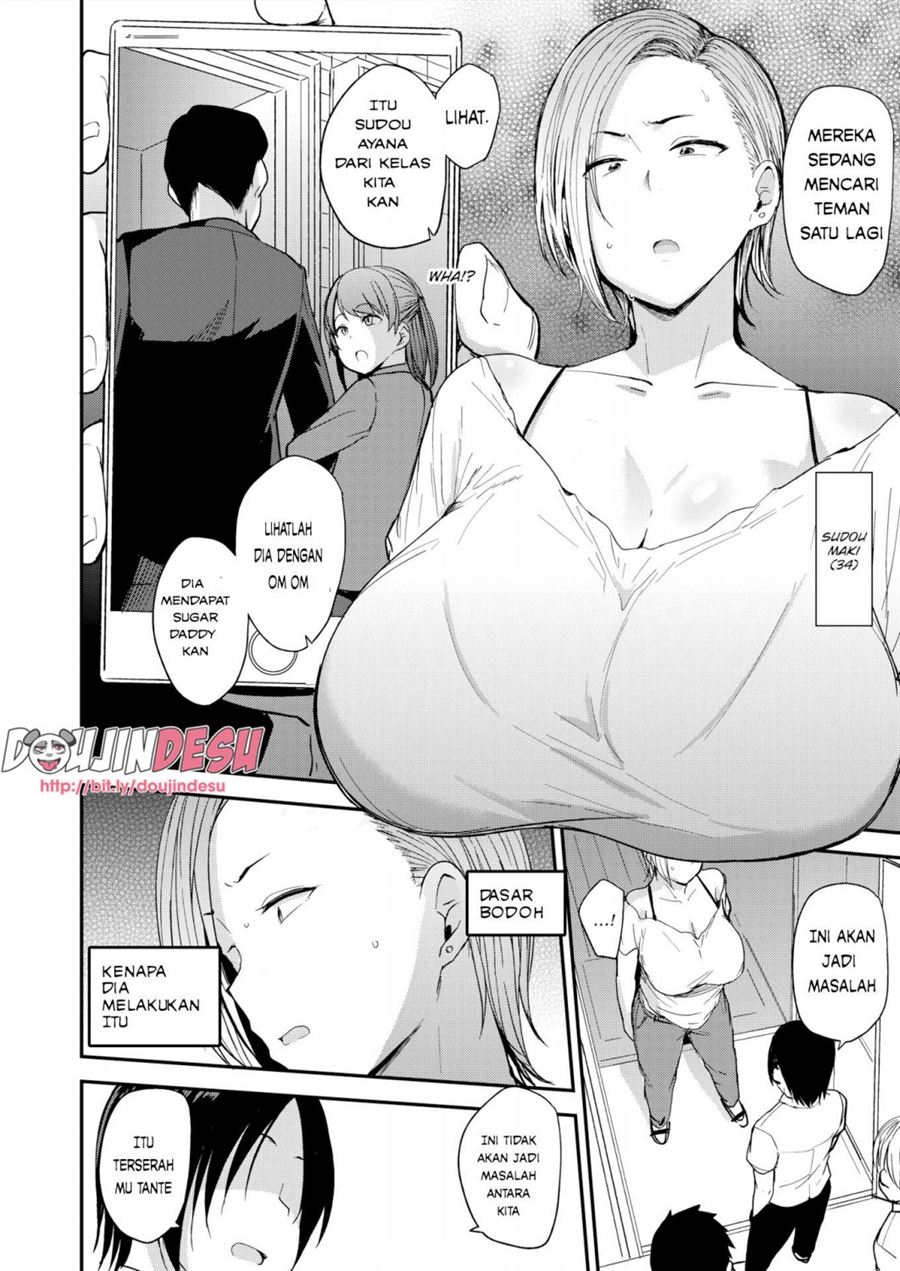 MEREKA
SEDANG
MENCARI
TEMAN
SATU LAGI
LIHAT.
ITU
SUDOU
AYANA
DARI KELAS
KITA
KAN
WHA!?
SUDOU
MAKI
(34)
LIHATLAH
DIA DENGAN
OM OM
DIA
MENDAPAT
SUGAR
DADDY
KAN
DOUJINDESU
http://bit.ly/doujindesu
INI AKAN
JADI
MASALAH
...!
DASAR
BODOH
KENAPA
DIA
MELAKUKAN
ITU
INI TIDAK
AKAN JADI
MASALAH
ANTARA
KITA
ITU
TERSERAH
MU TANTE